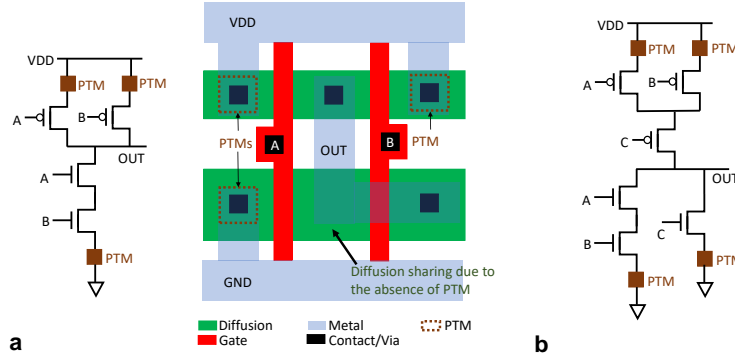 a
VDD
PTM
PTM
A
B
OUT
A
B
PTM
VDD
PTMs
A
OUT
B
PTM
GND
Diffusion sharing due to
the absence of PTM
Diffusion
Metal
PTM
Gate
Contact/Via
b
VDD
PTM
PTM
A
B
C
OUT
A
B
C
PTM
PTM